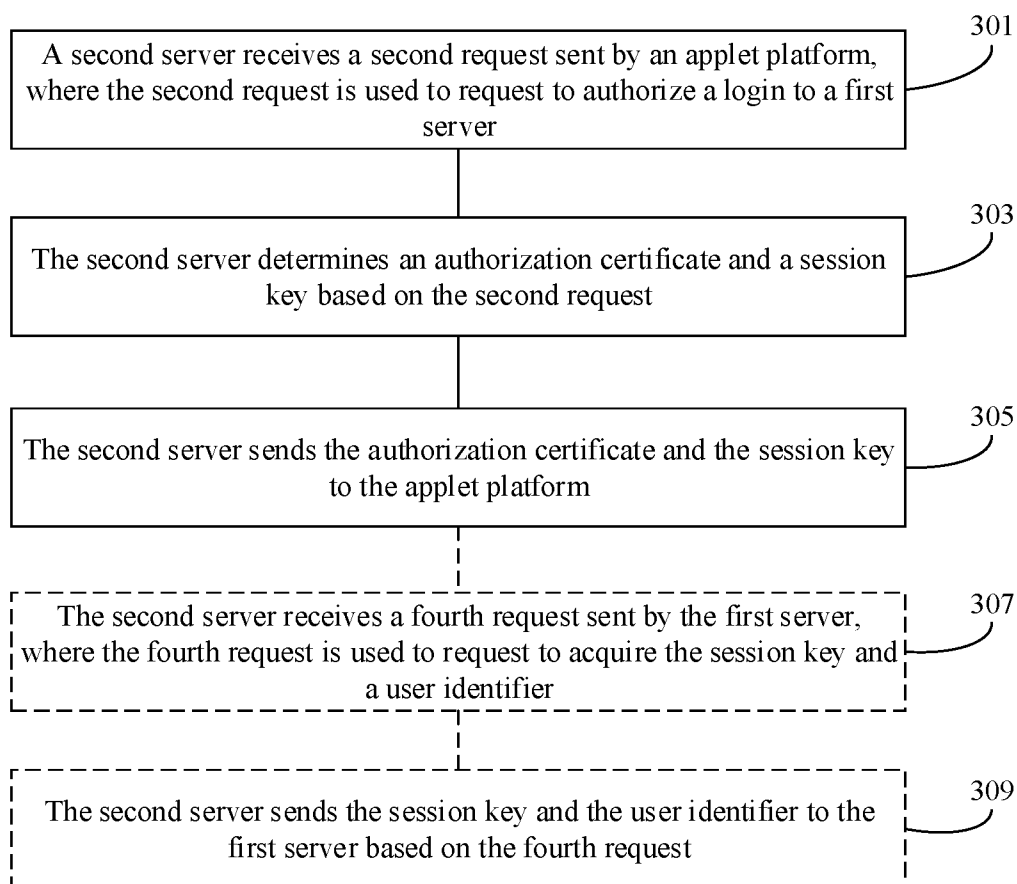 301
A second server receives a second request sent by an applet platform,
where the second request is used to request to authorize a login to a first
server
303
The second server determines an authorization certificate and a session
key based on the second request
305
The second server sends the authorization certificate and the session key
to the applet platform
307
The second server receives a fourth request sent by the first server,
where the fourth request is used to request to acquire the session key and
a user identifier
309
The second server sends the session key and the user identifier to the
first server based on the fourth request